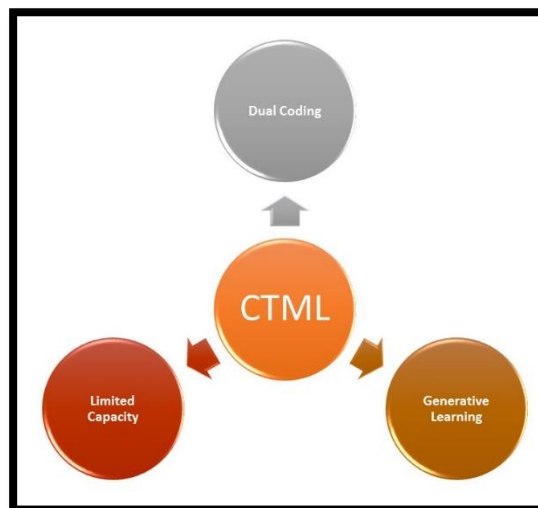 Dual Coding
CTML
Limited
Capacity
Generative
Learning